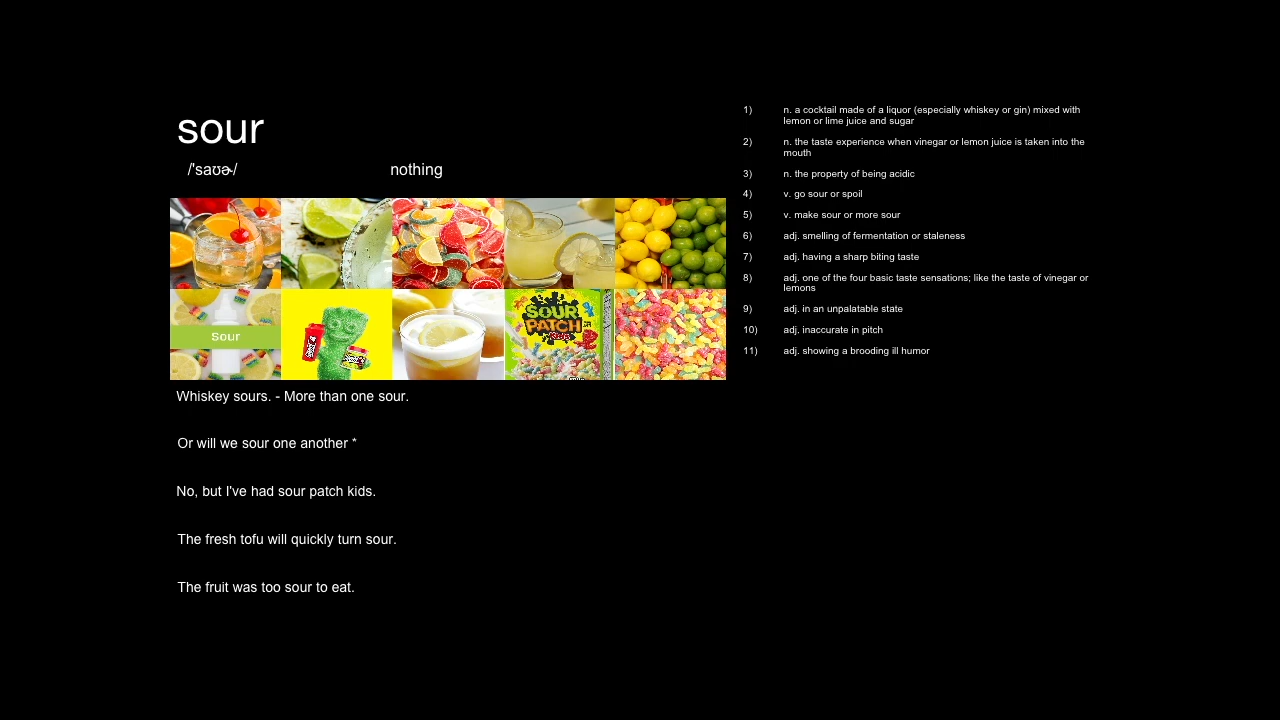 sour
/'saʊɚ/
nothing
Sour
SOUR
PATCH
KIDS
Whiskey sours. - More than one sour.
Or will we sour one another *
No, but I've had sour patch kids.
The fresh tofu will quickly turn sour.
The fruit was too sour to eat.
1) n. a cocktail made of a liquor (especially whiskey or gin) mixed with
lemon or lime juice and sugar
2) n. the taste experience when vinegar or lemon juice is taken into the
mouth
3) n. the property of being acidic
4) v. go sour or spoil
5) v. make sour or more sour
6) adj. smelling of fermentation or staleness
7) adj. having a sharp biting taste
8) adj. one of the four basic taste sensations; like the taste of vinegar or
lemons
9) adj. in an unpalatable state
10) adj. inaccurate in pitch
11) adj. showing a brooding ill humor